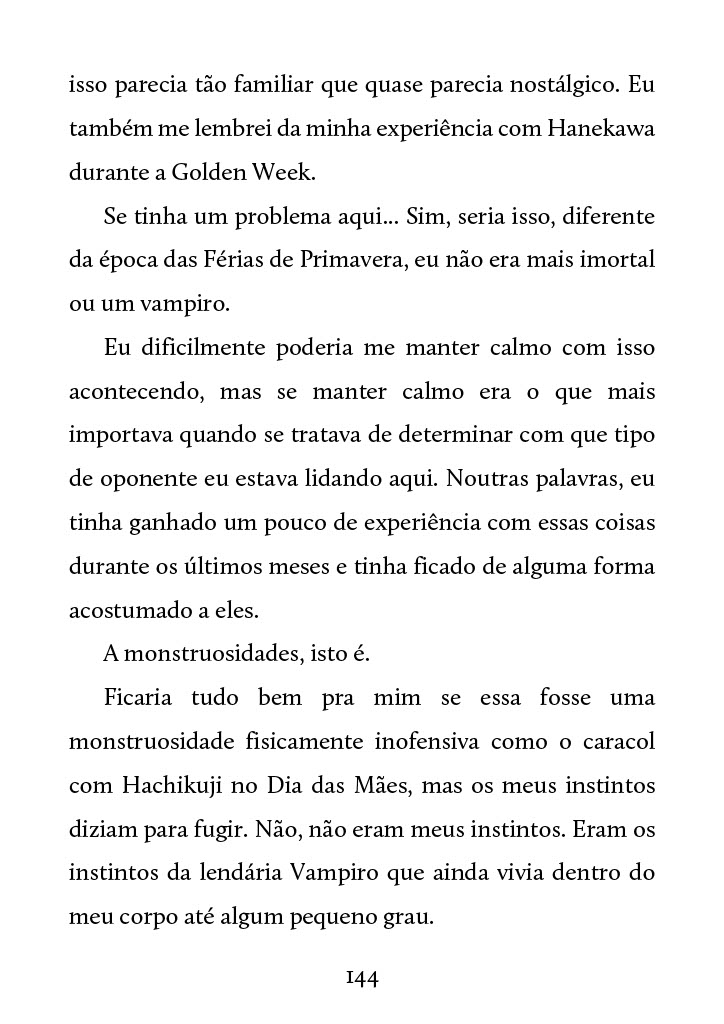 isso parecia tão familiar que quase parecia nostálgico. Eu
também me lembrei da minha experiência com Hanekawa
durante a Golden Week.
Se tinha um problema aqui... Sim, seria isso, diferente
da época das Férias de Primavera, eu não era mais imortal
ou um vampiro.
Eu dificilmente poderia me manter calmo com isso
acontecendo, mas se manter calmo era o que mais
importava quando se tratava de determinar com que tipo
de oponente eu estava lidando aqui. Noutras palavras, eu
tinha ganhado um pouco de experiência com essas coisas
durante os últimos meses e tinha ficado de alguma forma
acostumado a eles.
A monstruosidades, isto é.
Ficaria tudo bem pra mim se essa fosse uma
monstruosidade fisicamente inofensiva como o caracol
com Hachikuji no Dia das Mães, mas os meus instintos
diziam para fugir. Não, não eram meus instintos. Eram os
instintos da lendária Vampiro que ainda vivia dentro do
meu corpo até algum pequeno grau.
144